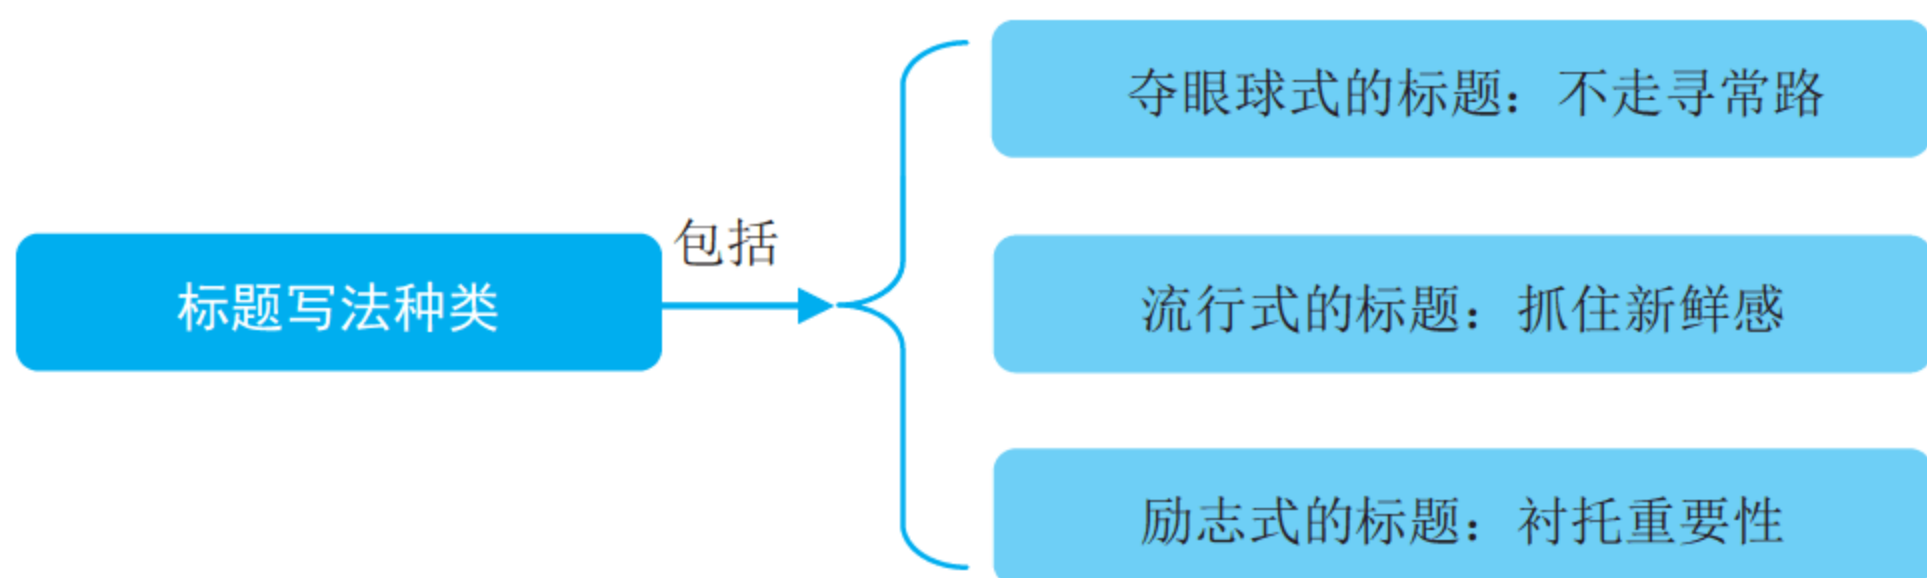 夺眼球式的标题：不走寻常路
包括
标题写法种类
流行式的标题：抓住新鲜感
励志式的标题：衬托重要性